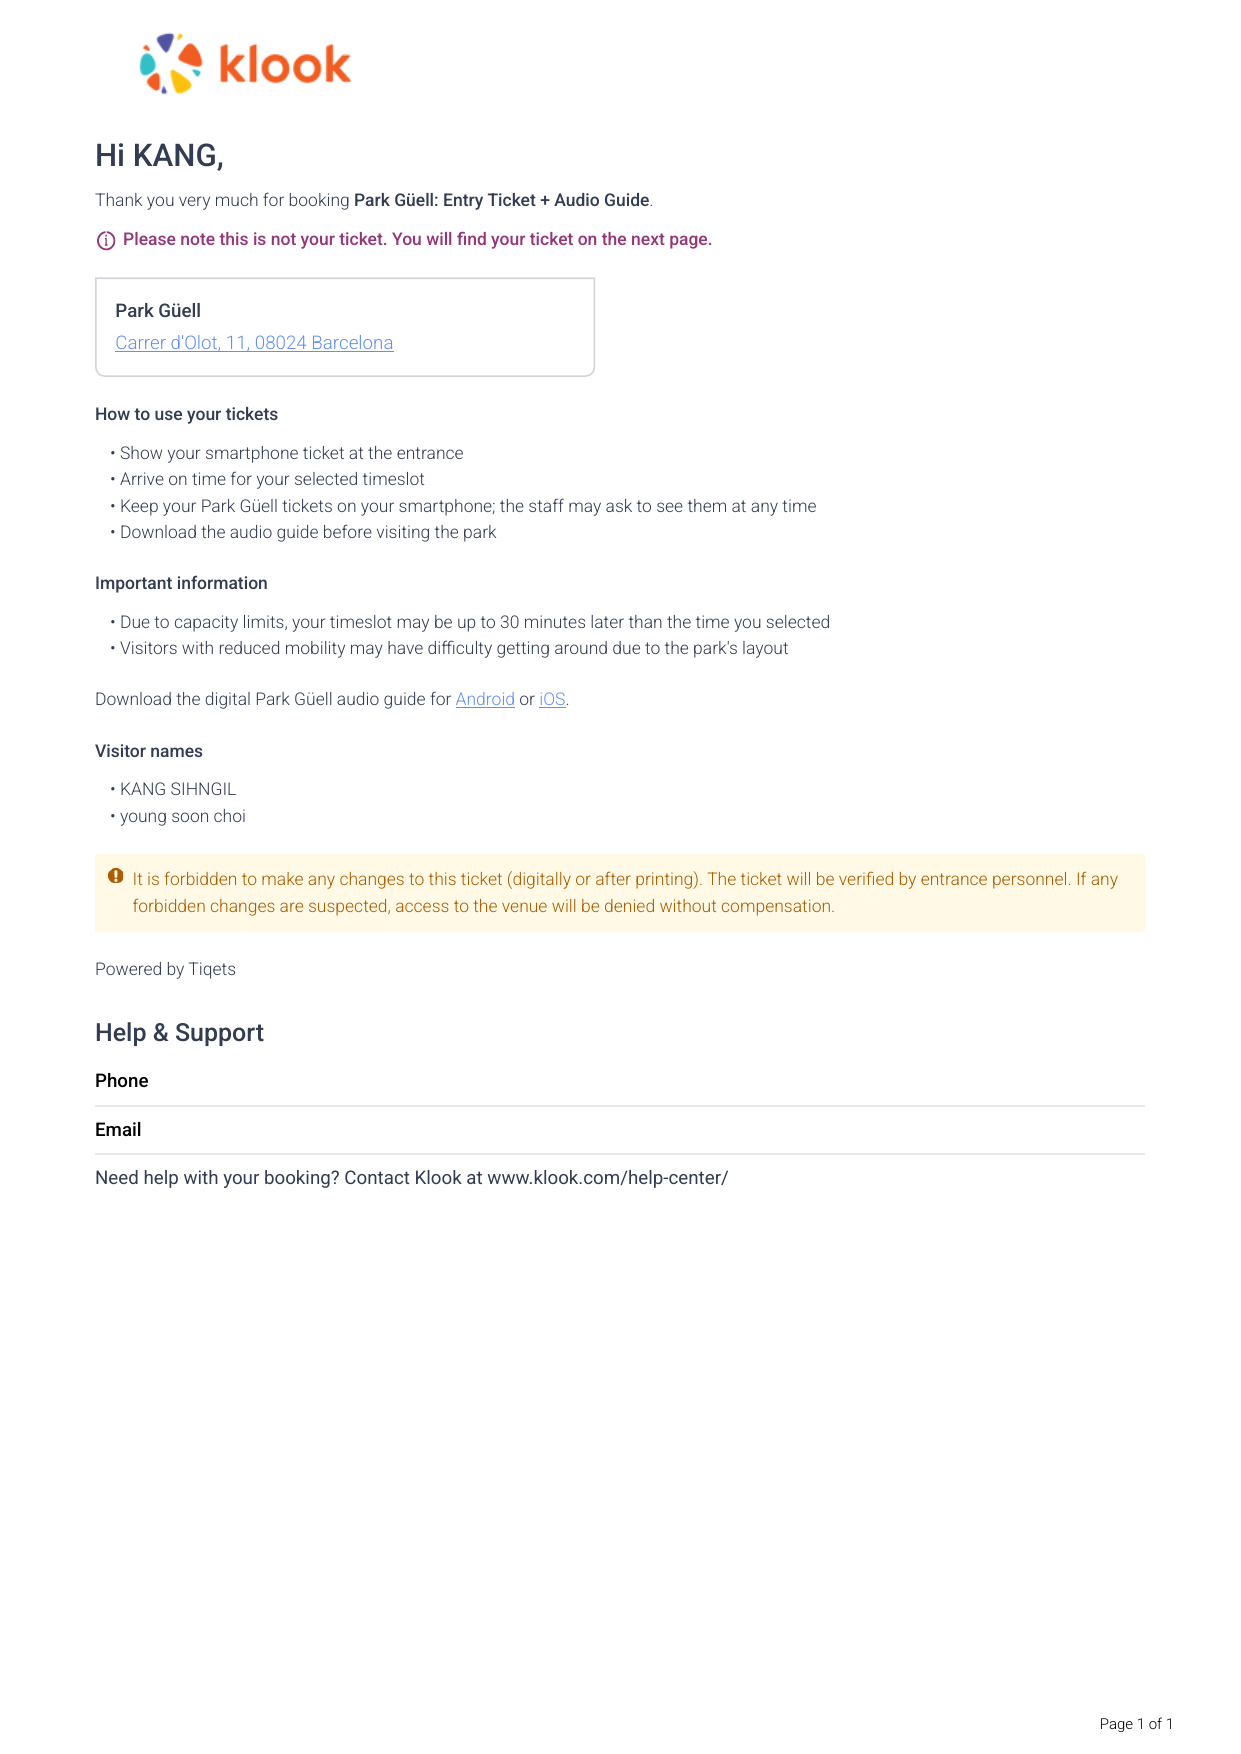 klook
Hi KANG,
Thank you very much for booking Park Güell: Entry Ticket + Audio Guide.
Please note this is not your ticket. You will find your ticket on the next page.
Park Güell
Carrer d'Olot, 11, 08024 Barcelona
How to use your tickets
• Show your smartphone ticket at the entrance
• Arrive on time for your selected timeslot
• Keep your Park Güell tickets on your smartphone; the staff may ask to see them at any time
• Download the audio guide before visiting the park
Important information
• Due to capacity limits, your timeslot may be up to 30 minutes later than the time you selected
• Visitors with reduced mobility may have difficulty getting around due to the park's layout
Download the digital Park Güell audio guide for Android or iOS.
Visitor names
• KANG SIHNGIL
• young soon choi
It is forbidden to make any changes to this ticket (digitally or after printing). The ticket will be verified by entrance personnel. If any
forbidden changes are suspected, access to the venue will be denied without compensation.
Powered by Tiqets
Help & Support
Phone
Email
Need help with your booking? Contact Klook at www.klook.com/help-center/
Page 1 of 1